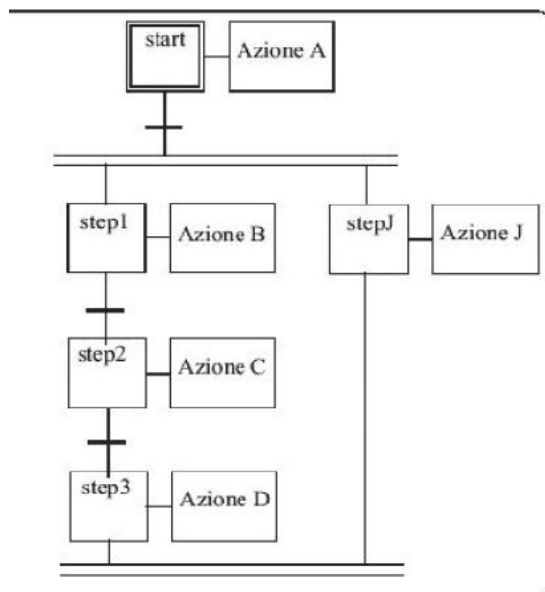 start
Azione A
step1
Azione B
stepJ
Azione J
step2
Azione C
step3
Azione D